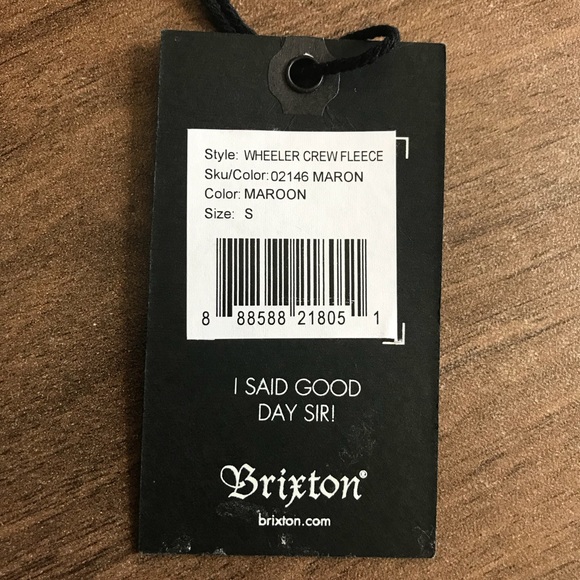 Style: WHEELER CREW FLEECE
Sku/Color:02146 MARON
Color: MAROON
Size: S
8 88588 21805 1
I SAID GOOD
DAY SIR!
Brixton®
brixton.com